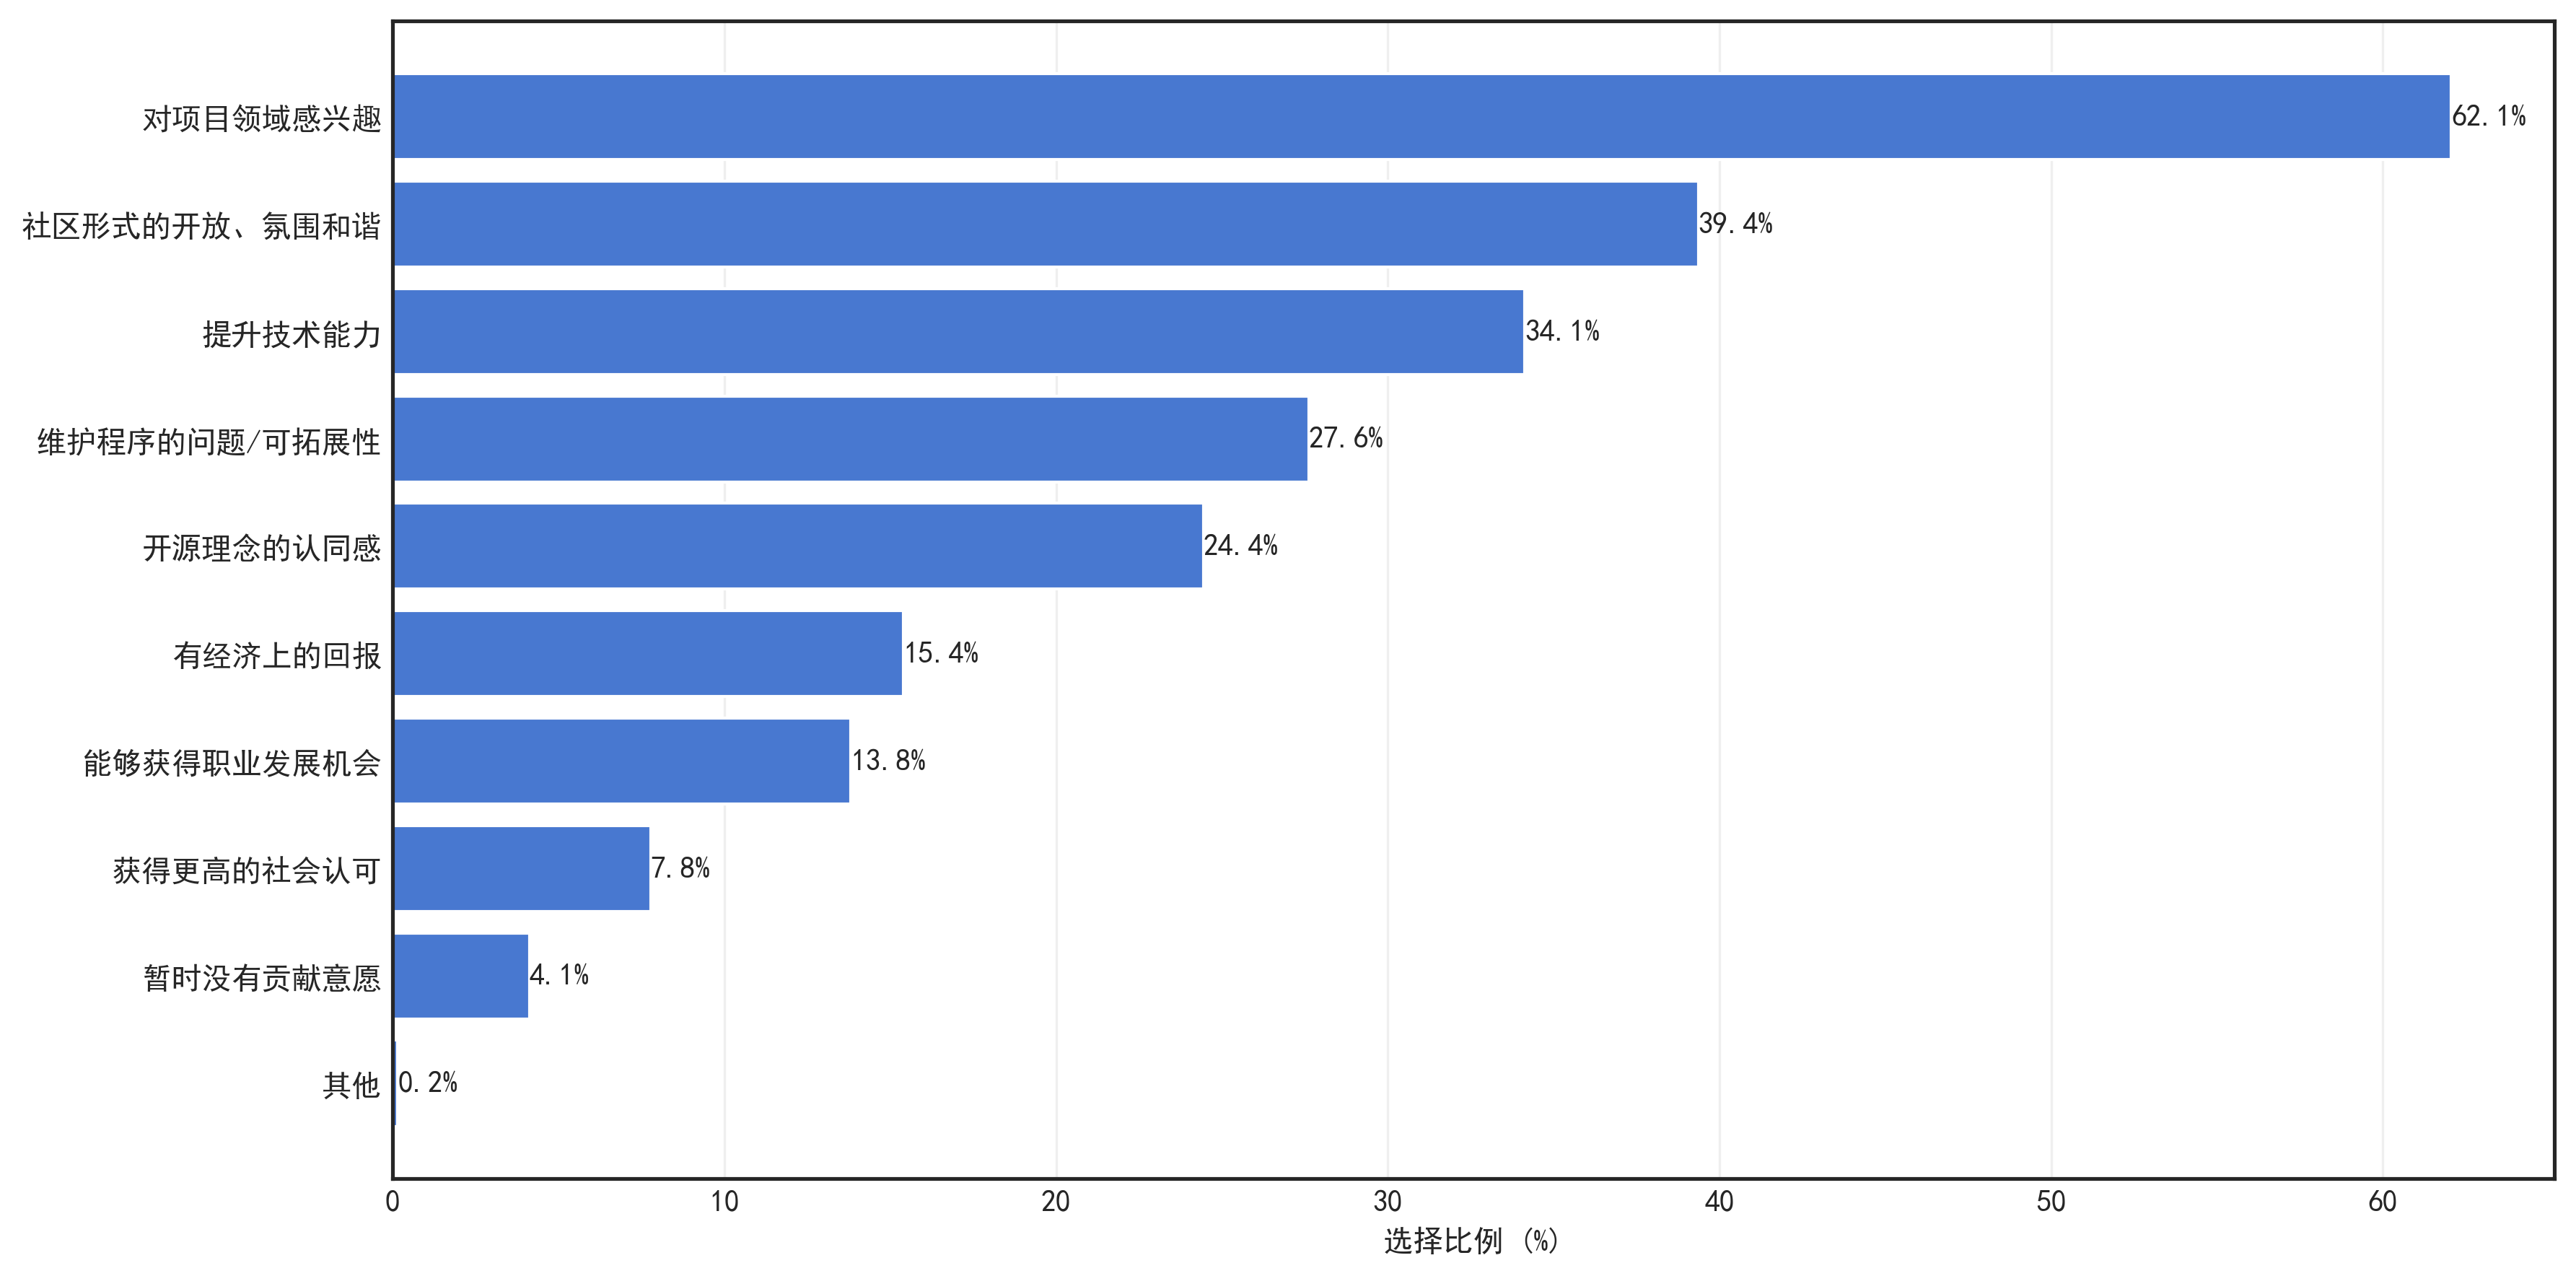 对项目领域感兴趣 62.1%
社区形式的开放、氛围和谐 39.4%
提升技术能力 34.1%
维护程序的问题/可拓展性 27.6%
开源理念的认同感 24.4%
有经济上的回报 15.4%
能够获得职业发展机会 13.8%
获得更高的社会认可 7.8%
暂时没有贡献意愿 4.1%
其他 0.2%
0 10 20 30 40 50 60
选择比例 (%)